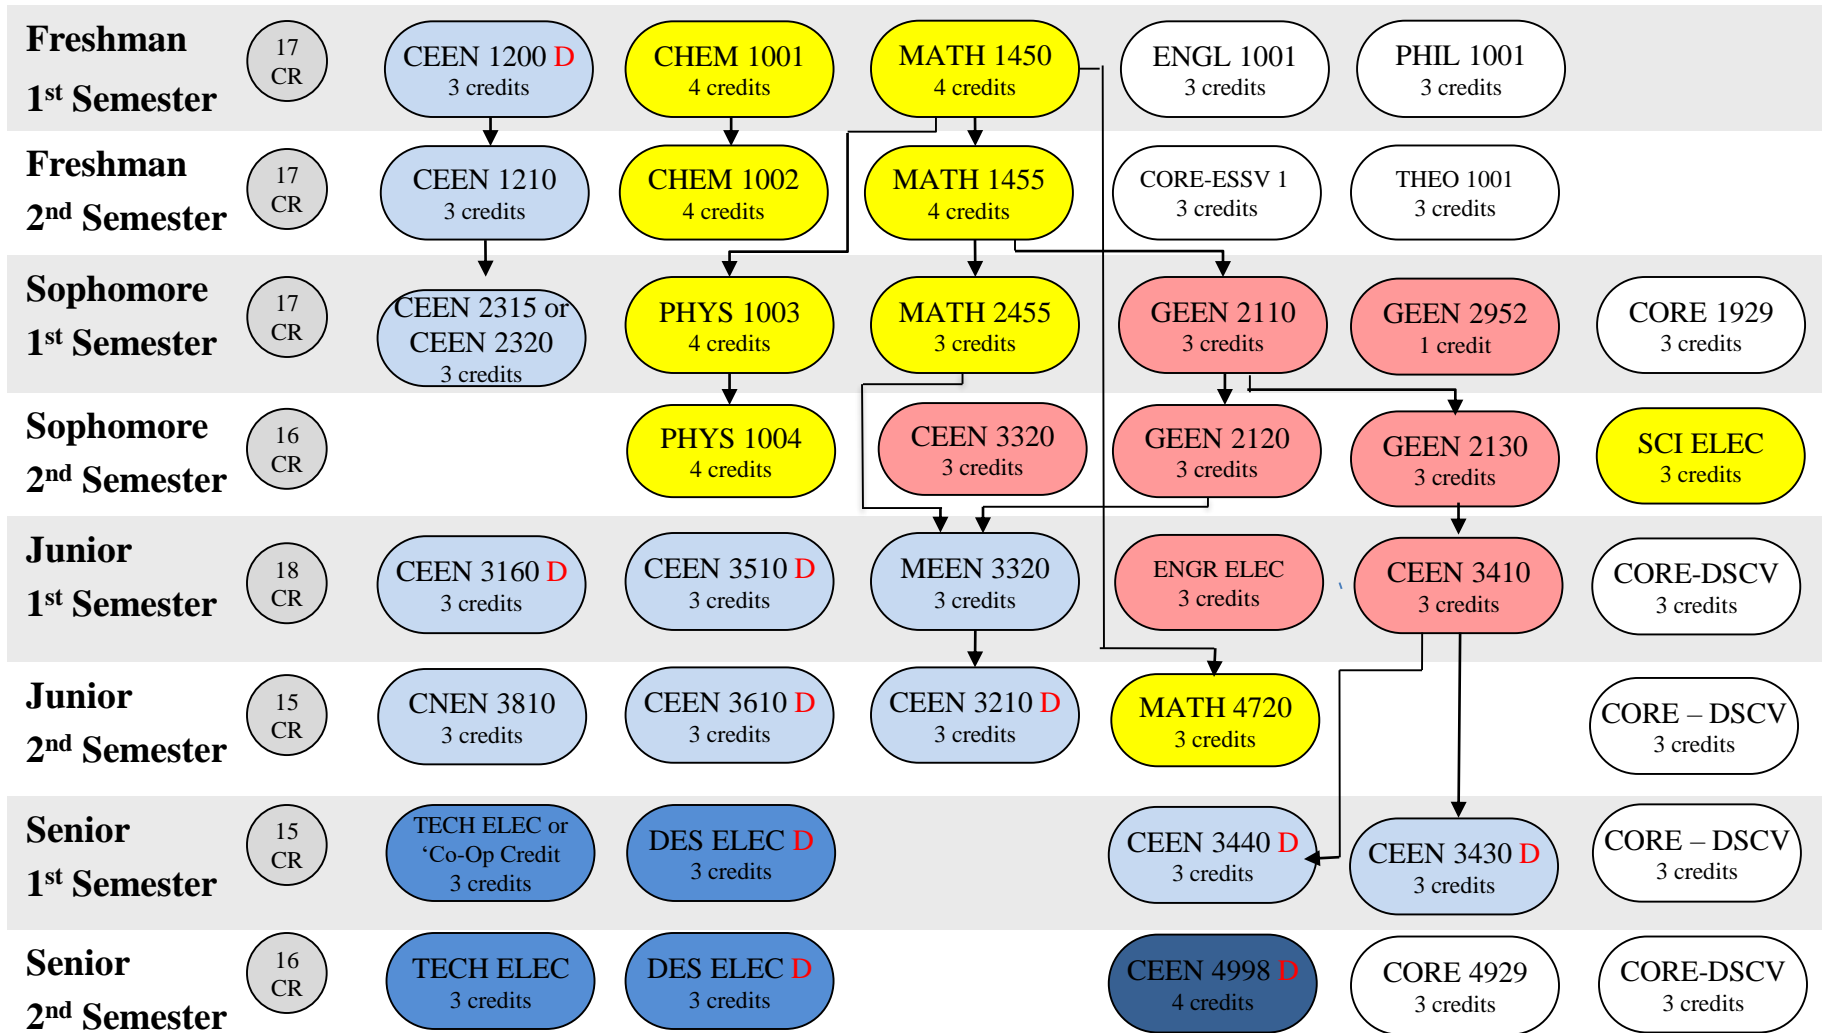 Freshman
1st Semester
17
CR
CEEN 1200 D
3 credits
CHEM 1001
4 credits
MATH 1450
4 credits
ENGL 1001
3 credits
PHIL 1001
3 credits
Freshman
2nd Semester
17
CR
CEEN 1210
3 credits
CHEM 1002
4 credits
MATH 1455
4 credits
CORE-ESSV 1
3 credits
THEO 1001
3 credits
Sophomore
1st Semester
17
CR
CEEN 2315 or
CEEN 2320
3 credits
PHYS 1003
4 credits
MATH 2455
3 credits
GEEN 2110
3 credits
GEEN 2952
1 credit
CORE 1929
3 credits
Sophomore
2nd Semester
16
CR
PHYS 1004
4 credits
CEEN 3320
3 credits
GEEN 2120
3 credits
GEEN 2130
3 credits
SCI ELEC
3 credits
Junior
1st Semester
18
CR
CEEN 3160 D
3 credits
CEEN 3510 D
3 credits
MEEN 3320
3 credits
ENGR ELEC
3 credits
CEEN 3410
3 credits
CORE-DSCV
3 credits
Junior
2nd Semester
15
CR
CNEN 3810
3 credits
CEEN 3610 D
3 credits
CEEN 3210 D
3 credits
MATH 4720
3 credits
CORE – DSCV
3 credits
Senior
1st Semester
15
CR
TECH ELEC or
‘Co-Op Credit
3 credits
DES ELEC D
3 credits
CEEN 3440 D
3 credits
CEEN 3430 D
3 credits
CORE – DSCV
3 credits
Senior
2nd Semester
16
CR
TECH ELEC
3 credits
DES ELEC D
3 credits
CEEN 4998 D
4 credits
CORE 4929
3 credits
CORE-DSCV
3 credits